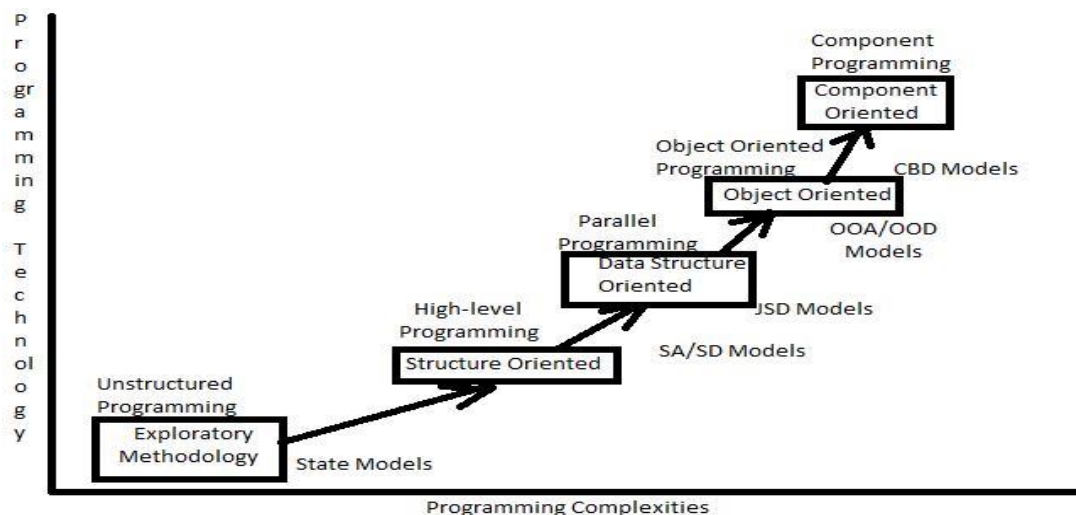 Programming Technology
Component
Programming
Component
Oriented
Object Oriented
Programming
CBD Models
Object Oriented
OOA/OOD
Models
Parallel
Programming
Data Structure
Oriented
JSD Models
High-level
Programming
SA/SD Models
Structure Oriented
Unstructured
Programming
Exploratory
Methodology
State Models
Programming Complexities